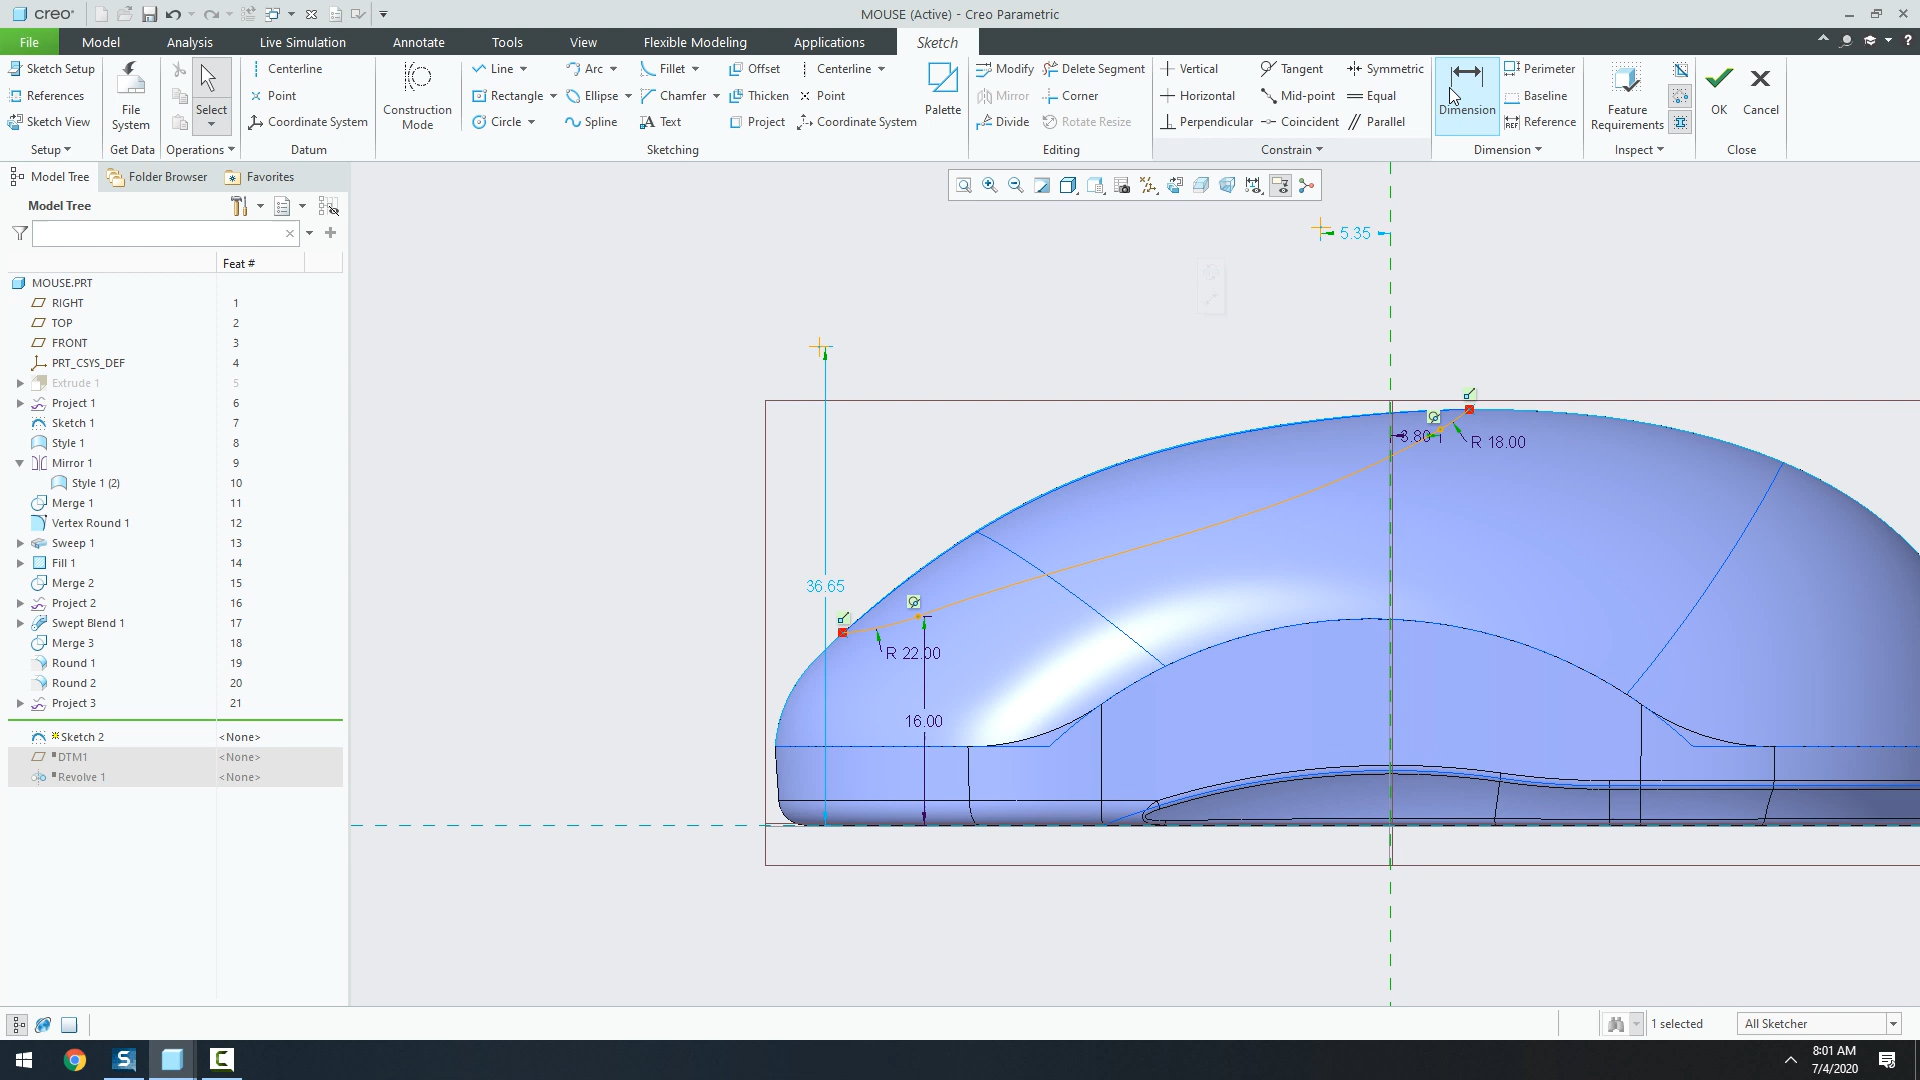 creo
MOUSE (Active) - Creo Parametric
File Model Analysis Live Simulation Annotate Tools View Flexible Modeling Applications Sketch
Sketch Setup
References
Sketch View
Setup
File System
Get Data
Select
Operations
Centerline
Point
Coordinate System
Datum
Construction Mode
Line Arc Fillet Offset Centerline
Rectangle Ellipse Chamfer Thicken Point
Circle Spline Text Project Coordinate System
Palette
Sketching
Modify Delete Segment
Mirror Corner
Divide Rotate Resize
Editing
Vertical Tangent Symmetric
Horizontal Mid-point Equal
Perpendicular Coincident Parallel
Constrain
Dimension
Perimeter
Baseline
Reference
Dimension
Feature Requirements
Inspect
OK
Cancel
Close
Model Tree Folder Browser Favorites
Model Tree
Feat #
MOUSE.PRT
RIGHT 1
TOP 2
FRONT 3
PRT_CSYS_DEF 4
Extrude 1 5
Project 1 6
Sketch 1 7
Style 1 8
Mirror 1 9
Style 1 (2) 10
Merge 1 11
Vertex Round 1 12
Sweep 1 13
Fill 1 14
Merge 2 15
Project 2 16
Swept Blend 1 17
Merge 3 18
Round 1 19
Round 2 20
Project 3 21
Sketch 2 <None>
DTM1 <None>
Revolve 1 <None>
5.35
3.80
R 18.00
36.65
R 22.00
16.00
1 selected
All Sketcher
8:01 AM
7/4/2020